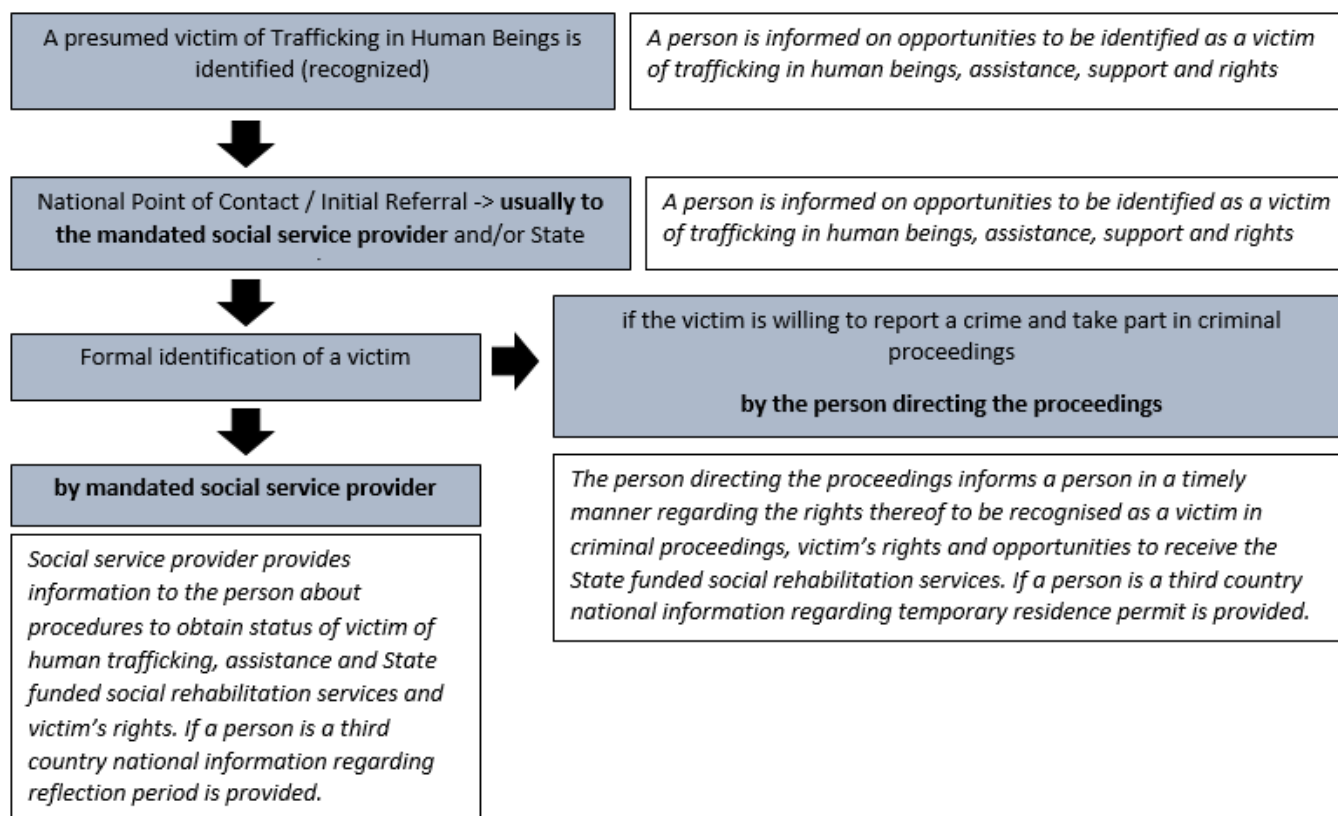 A presumed victim of Trafficking in Human Beings is
identified (recognized)
A person is informed on opportunities to be identified as a victim
of trafficking in human beings, assistance, support and rights
National Point of Contact / Initial Referral -> usually to
the mandated social service provider and/or State
A person is informed on opportunities to be identified as a victim
of trafficking in human beings, assistance, support and rights
Formal identification of a victim
if the victim is willing to report a crime and take part in criminal
proceedings
by the person directing the proceedings
by mandated social service provider
Social service provider provides
information to the person about
procedures to obtain status of victim of
human trafficking, assistance and State
funded social rehabilitation services and
victim's rights. If a person is a third
country national information regarding
reflection period is provided.
The person directing the proceedings informs a person in a timely
manner regarding the rights thereof to be recognised as a victim in
criminal proceedings, victim's rights and opportunities to receive the
State funded social rehabilitation services. If a person is a third country
national information regarding temporary residence permit is provided.